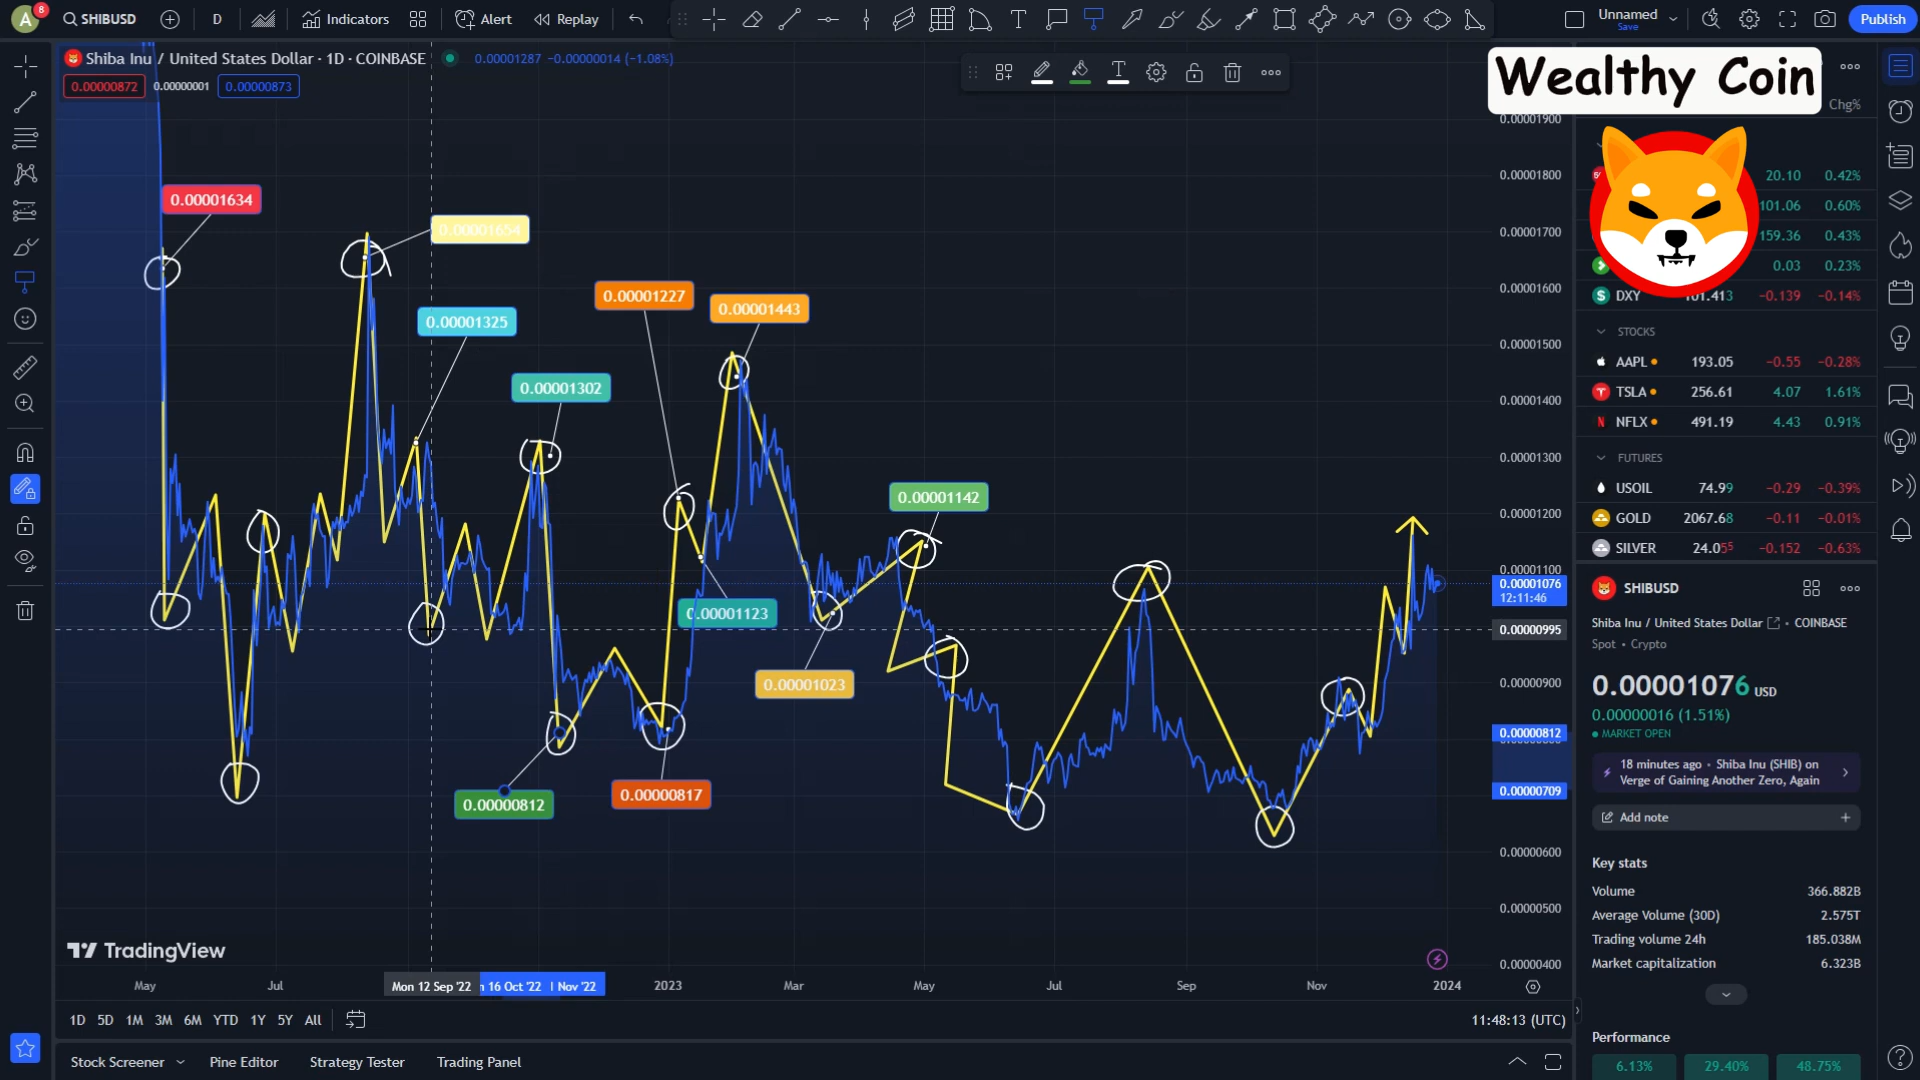 A 8 SHIBUSD D Indicators Alert Replay Unnamed Save Publish
Shiba Inu / United States Dollar · 1D · COINBASE 0.00001287 −0.00000014 (−1.08%)
0.00000872 0.00000001 0.00000873
Wealthy Coin
Chg%
0.00001900
0.00001800
0.00001700
0.00001600
0.00001500
0.00001400
0.00001300
0.00001200
0.00001100
0.00001076
12:11:46
0.00000995
0.00000900
0.00000812
0.00000709
0.00000600
0.00000500
0.00000400
0.00001634
0.00001654
0.00001325
0.00001302
0.00001227
0.00001443
0.00001142
0.00001123
0.00001023
0.00000812
0.00000817
TradingView
May Jul Mon 12 Sep '22 16 Oct '22 Nov '22 2023 Mar May Jul Sep Nov 2024
1D 5D 1M 3M 6M YTD 1Y 5Y All
11:48:13 (UTC)
Stock Screener Pine Editor Strategy Tester Trading Panel
20.10 0.42%
101.06 0.60%
159.36 0.43%
0.03 0.23%
DXY 101.413 −0.139 −0.14%
STOCKS
AAPL 193.05 −0.55 −0.28%
TSLA 256.61 4.07 1.61%
NFLX 491.19 4.43 0.91%
FUTURES
USOIL 74.99 −0.29 −0.39%
GOLD 2067.68 −0.11 −0.01%
SILVER 24.055 −0.152 −0.63%
SHIBUSD
Shiba Inu / United States Dollar • COINBASE
Spot • Crypto
0.00001076 USD
0.00000016 (1.51%)
MARKET OPEN
18 minutes ago • Shiba Inu (SHIB) on
Verge of Gaining Another Zero, Again
Add note
Key stats
Volume 366.882B
Average Volume (30D) 2.575T
Trading volume 24h 185.038M
Market capitalization 6.323B
Performance
6.13% 29.40% 48.75%